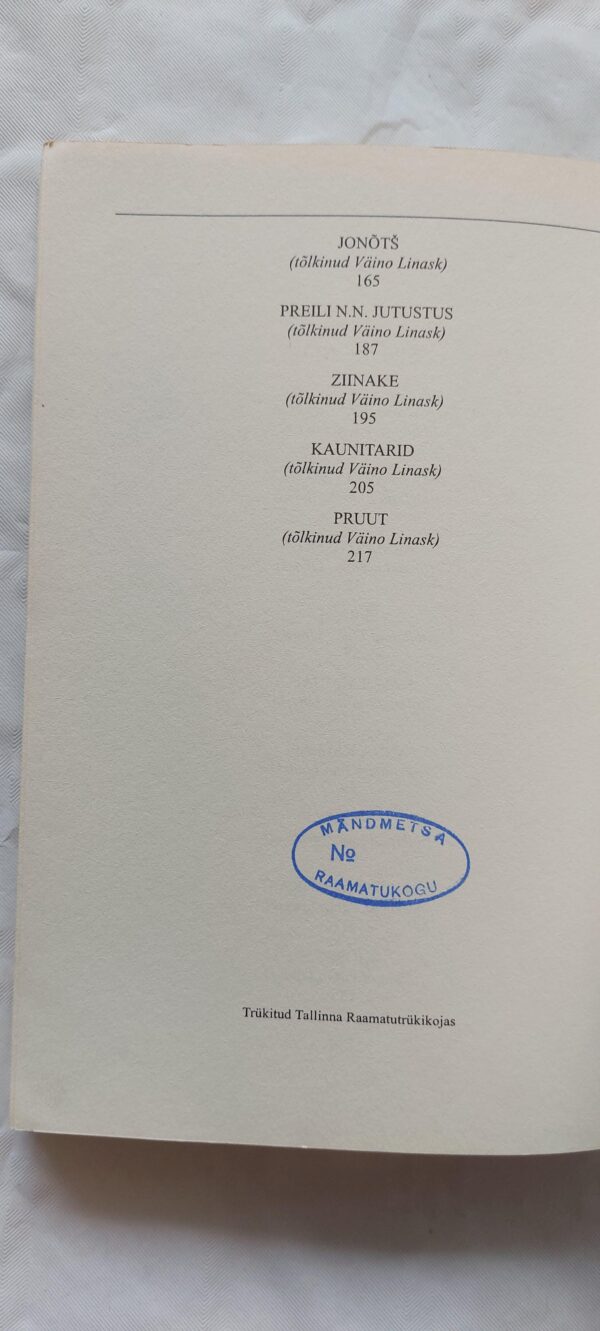 JONÕTŠ
(tõlkinud Väino Linask)
165
PREILI N.N. JUTUSTUS
(tõlkinud Väino Linask)
187
ZIINAKE
(tõlkinud Väino Linask)
195
KAUNITARID
(tõlkinud Väino Linask)
205
PRUUT
(tõlkinud Väino Linask)
217
MÄNDMETSA
No
RAAMATUKOGU
Trükitud Tallinna Raamatutrükikojas